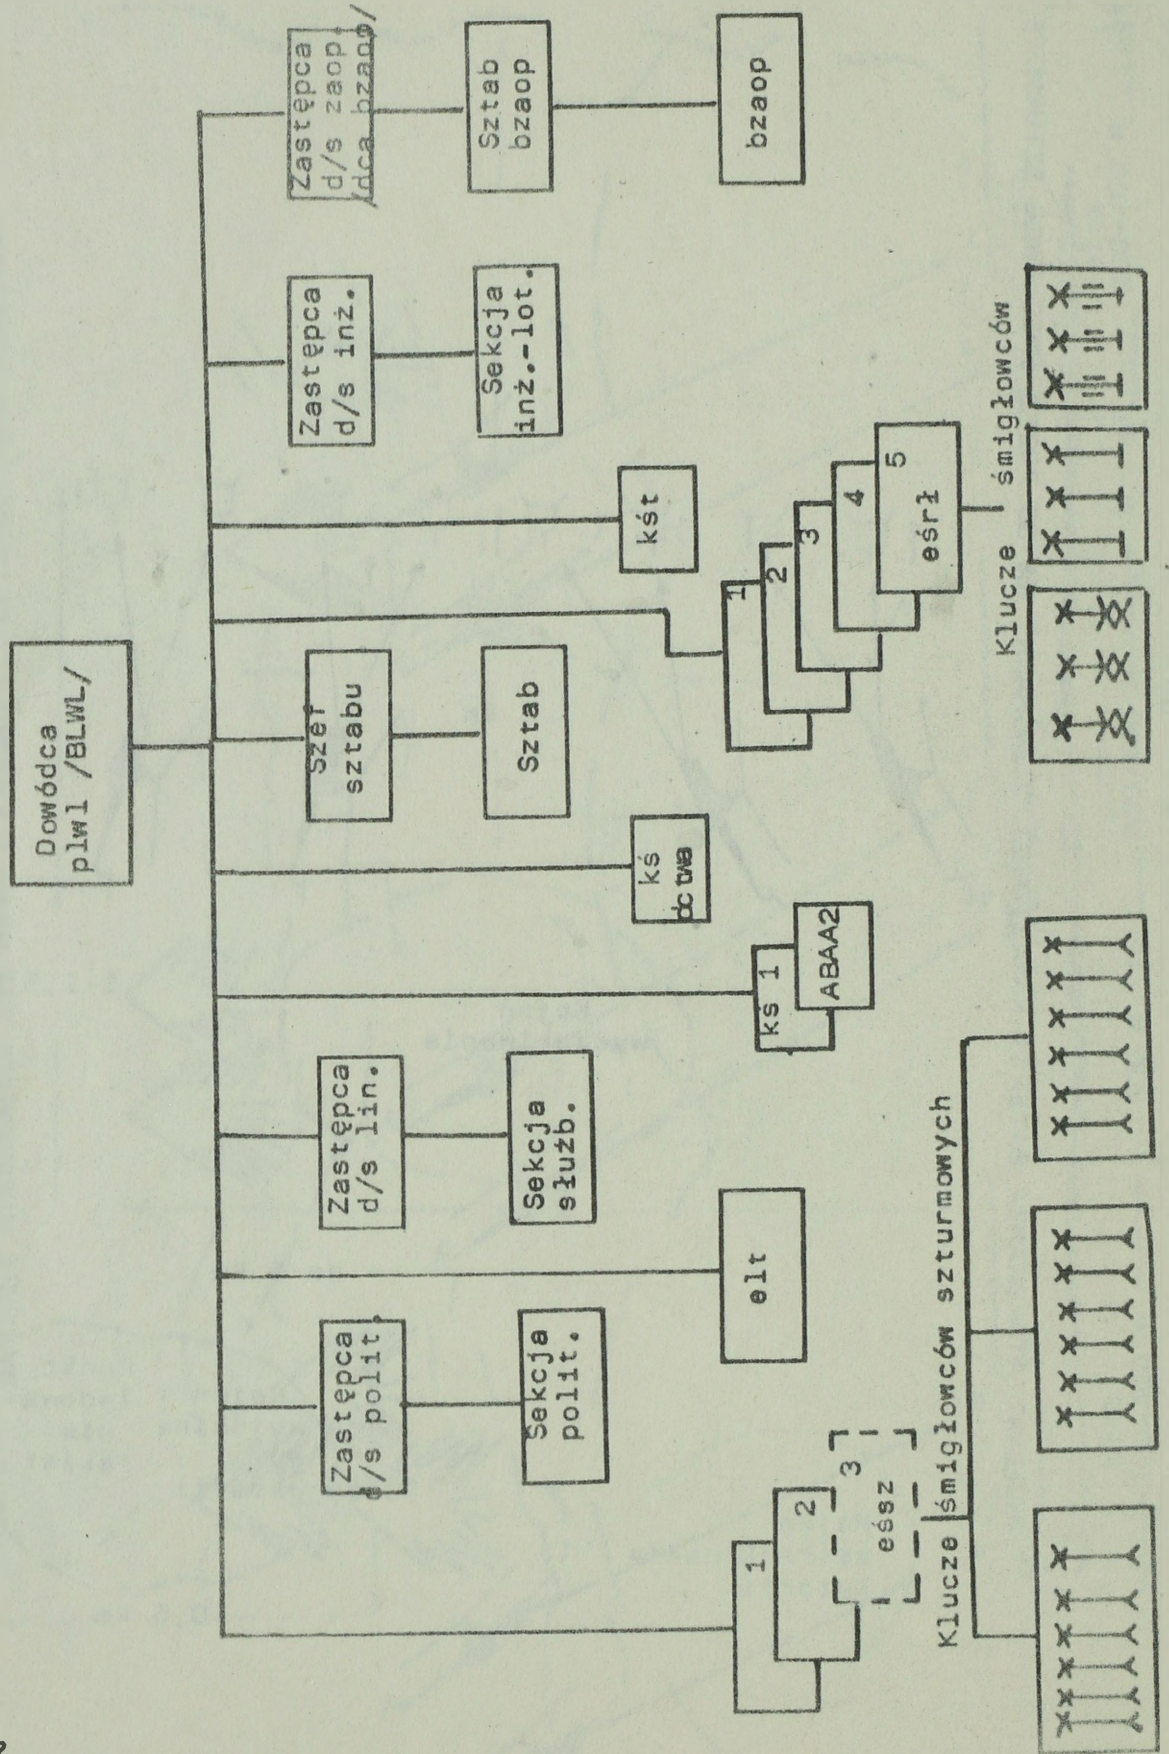 Dowódca
plwl /BLWL/
Zastępca
d/s polit.
Sekcja
polit.
Zastępca
d/s lin.
Sekcja
służb.
Szef
sztabu
Sztab
Zastępca
d/s inż.
Sekcja
inż.-lot.
Zastępca
d/s zaop.
/dca bzaop/
Sztab
bzaop
bzaop
elt
kś 1
ABAA2
kś
dctwa
kśt
1
2
3
eśsz
1
2
3
4
5
eśrł
Klucze śmigłowców szturmowych
Klucze śmigłowców